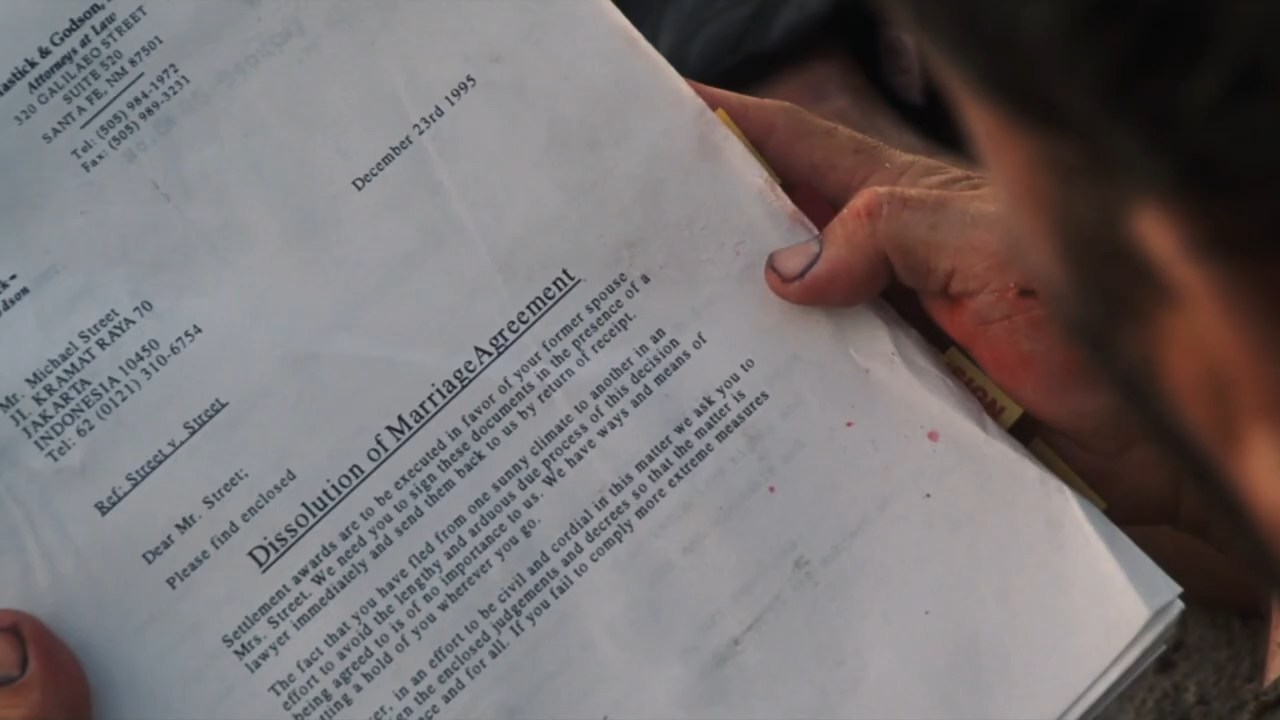 astick & Godson,
Attorneys at Law
320 GALILAEO STREET
SUITE 520
SANTA FE, NM 87501
Tel: (505) 984-1972
Fax: (505) 989-3231
December 23rd 1995
Mr. Michael Street
J1. KRAMAT RAYA 70
JAKARTA
INDONESIA 10450
Tel: 62 (0121) 310-6754
Ref: Street v. Street
Dear Mr. Street;
Please find enclosed
Dissolution of MarriageAgreement
Settlement awards are to be executed in favor of your former spouse
Mrs. Street. We need you to sign these documents in the presence of a
lawyer immediately and send them back to us by return of receipt.
The fact that you have fled from one sunny climate to another in an
effort to avoid the lengthy and arduous due process of this decision
being agreed to is of no importance to us. We have ways and means of
tting a hold of you wherever you go.
er, in an effort to be civil and cordial in this matter we ask you to
gn the enclosed judgements and decrees so that the matter is
ce and for all. If you fail to comply more extreme measures
SIGN